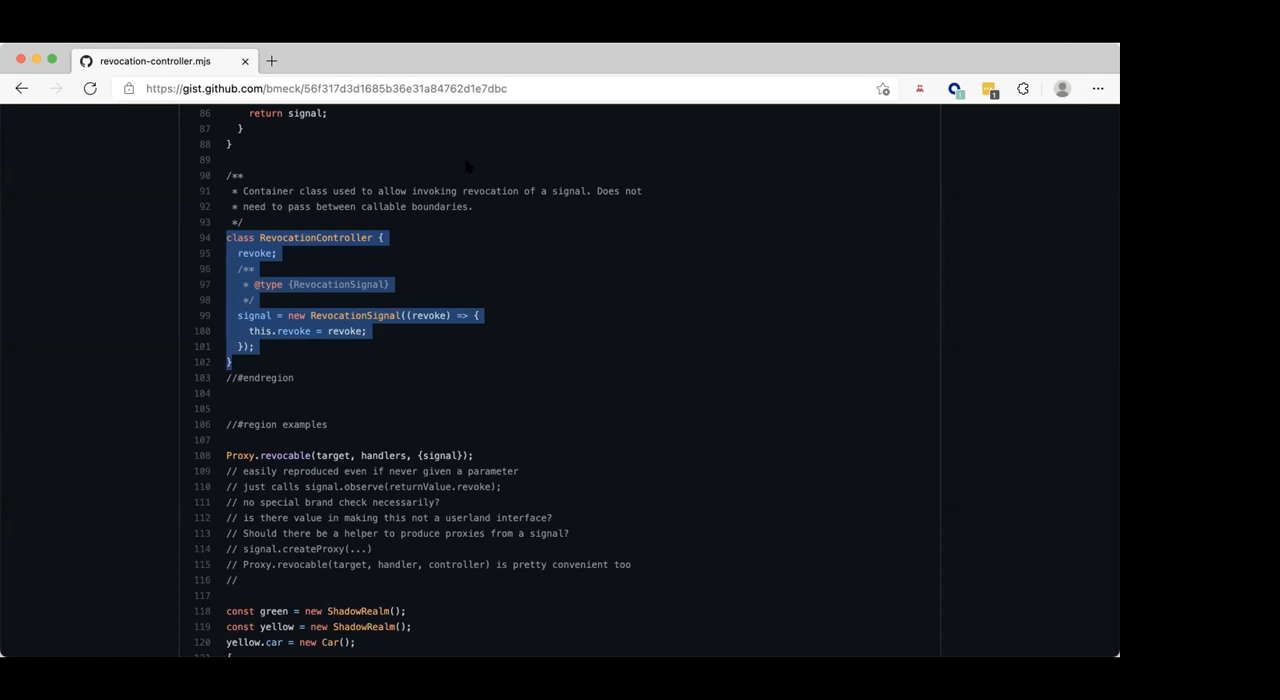 revocation-controller.mjs
https://gist.github.com/bmeck/56f317d3d1685b36e31a84762d1e7dbc
1
86 return signal;
87 }
88 }
89
90 /**
91 * Container class used to allow invoking revocation of a signal. Does not
92 * need to pass between callable boundaries.
93 */
94 class RevocationController {
95 revoke;
96 /**
97 * @type {RevocationSignal}
98 */
99 signal = new RevocationSignal((revoke) => {
100 this.revoke = revoke;
101 });
102 }
103 //#endregion
104
105
106 //#region examples
107
108 Proxy.revocable(target, handlers, {signal});
109 // easily reproduced even if never given a parameter
110 // just calls signal.observe(returnValue.revoke);
111 // no special brand check necessarily?
112 // is there value in making this not a userland interface?
113 // Should there be a helper to produce proxies from a signal?
114 // signal.createProxy(...)
115 // Proxy.revocable(target, handler, controller) is pretty convenient too
116 //
117
118 const green = new ShadowRealm();
119 const yellow = new ShadowRealm();
120 yellow.car = new Car();